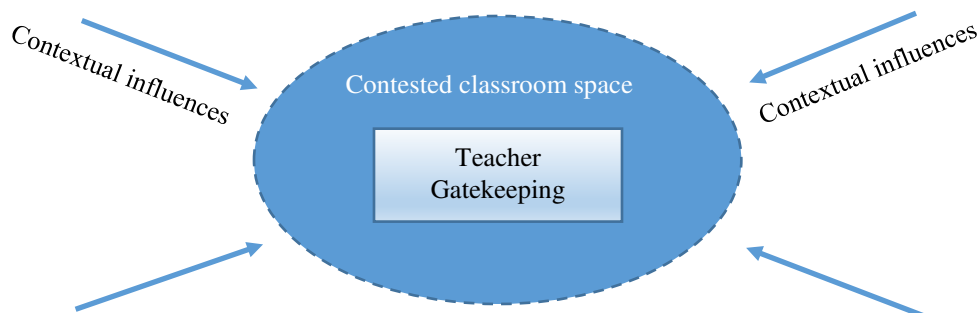 Contextual influences
Contextual influences
Contested classroom space
Teacher
Gatekeeping